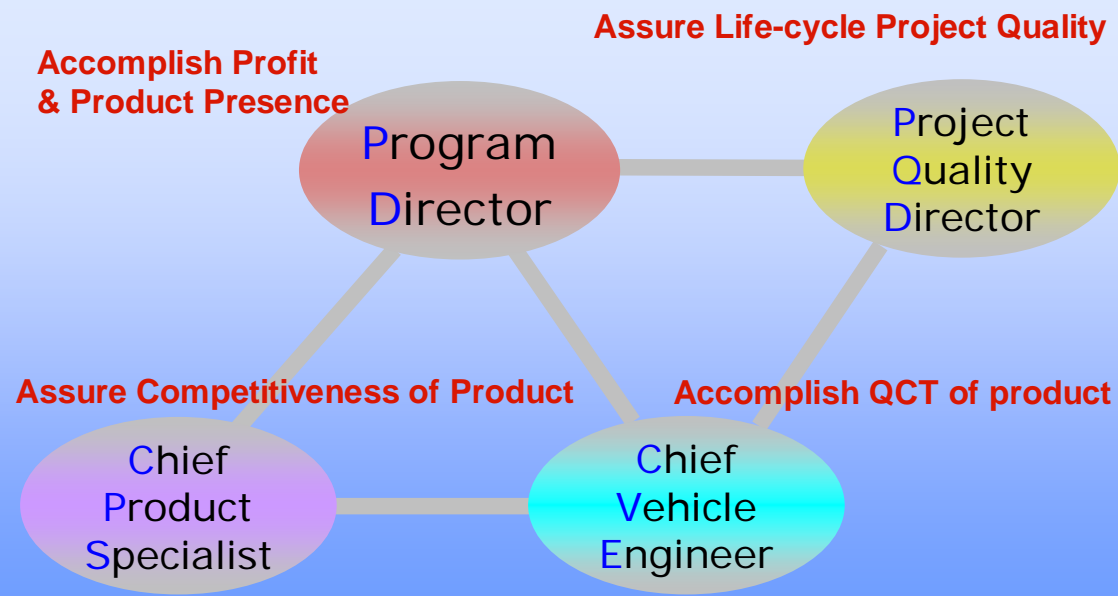 Assure Life-cycle Project Quality
Accomplish Profit
& Product Presence
Program
Director
Project
Quality
Director
Assure Competitiveness of Product
Accomplish QCT of product
Chief
Product
Specialist
Chief
Vehicle
Engineer